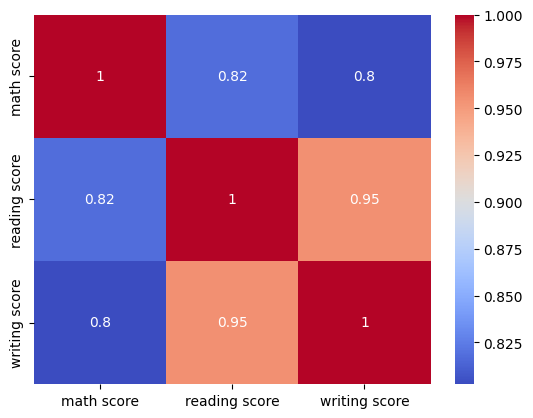 math score
1
0.82
0.8
reading score
0.82
1
0.95
writing score
0.8
0.95
1
math score
reading score
writing score
1.000
0.975
0.950
0.925
0.900
0.875
0.850
0.825